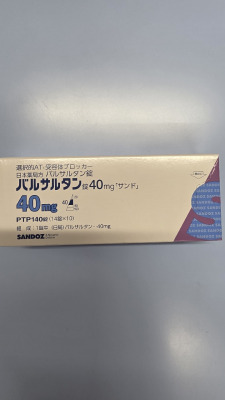 選択的AT₁受容体ブロッカー
日本薬局方 バルサルタン錠
バルサルタン錠40mg「サンド」
40mg
40
PTP140錠(14錠×10)
組成:1錠中 (日局)バルサルタン…40mg
SANDOZ